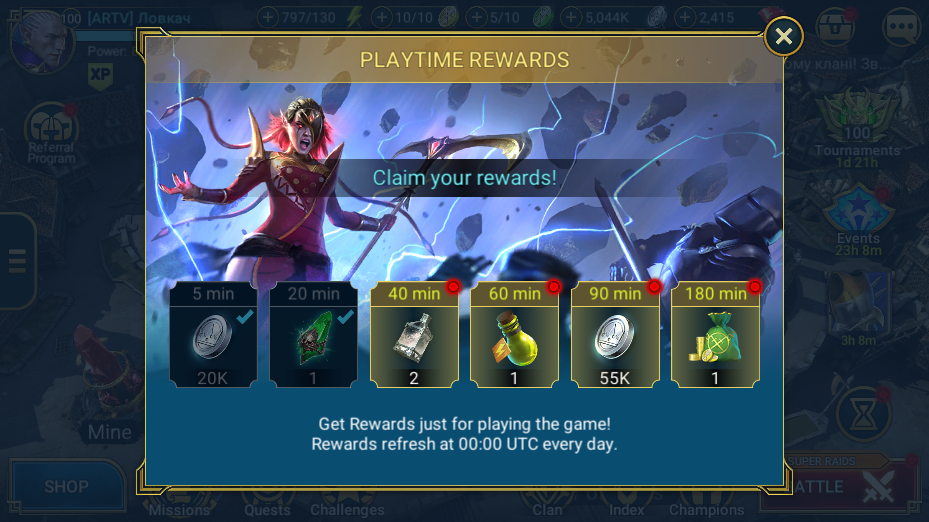 100 [ARTV] Ловкач
797/130
10/10
5/10
5,044K
2,415
Power:
XP
PLAYTIME REWARDS
ому клані! Зв...
Referral
Program
100
Tournaments
1d 21h
Claim your rewards!
Events
23h 8m
5 min
20 min
40 min
60 min
90 min
180 min
3h 8m
20K
1
2
1
55K
1
Get Rewards just for playing the game!
Rewards refresh at 00:00 UTC every day.
Mine
SUPER RAIDS
SHOP
ATTLE
Missions
Quests
Challenges
Clan
Index
Champions